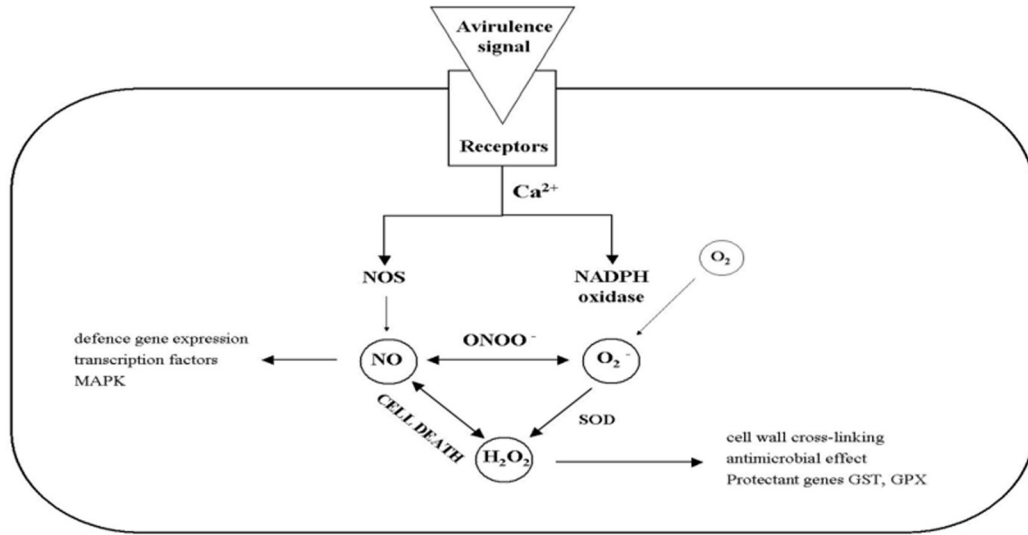 Avirulence
signal
Receptors
Ca²⁺
NOS
NADPH
oxidase
O₂
defence gene expression
transcription factors
MAPK
NO
ONOO⁻
O₂⁻
CELL DEATH
SOD
H₂O₂
cell wall cross-linking
antimicrobial effect
Protectant genes GST, GPX